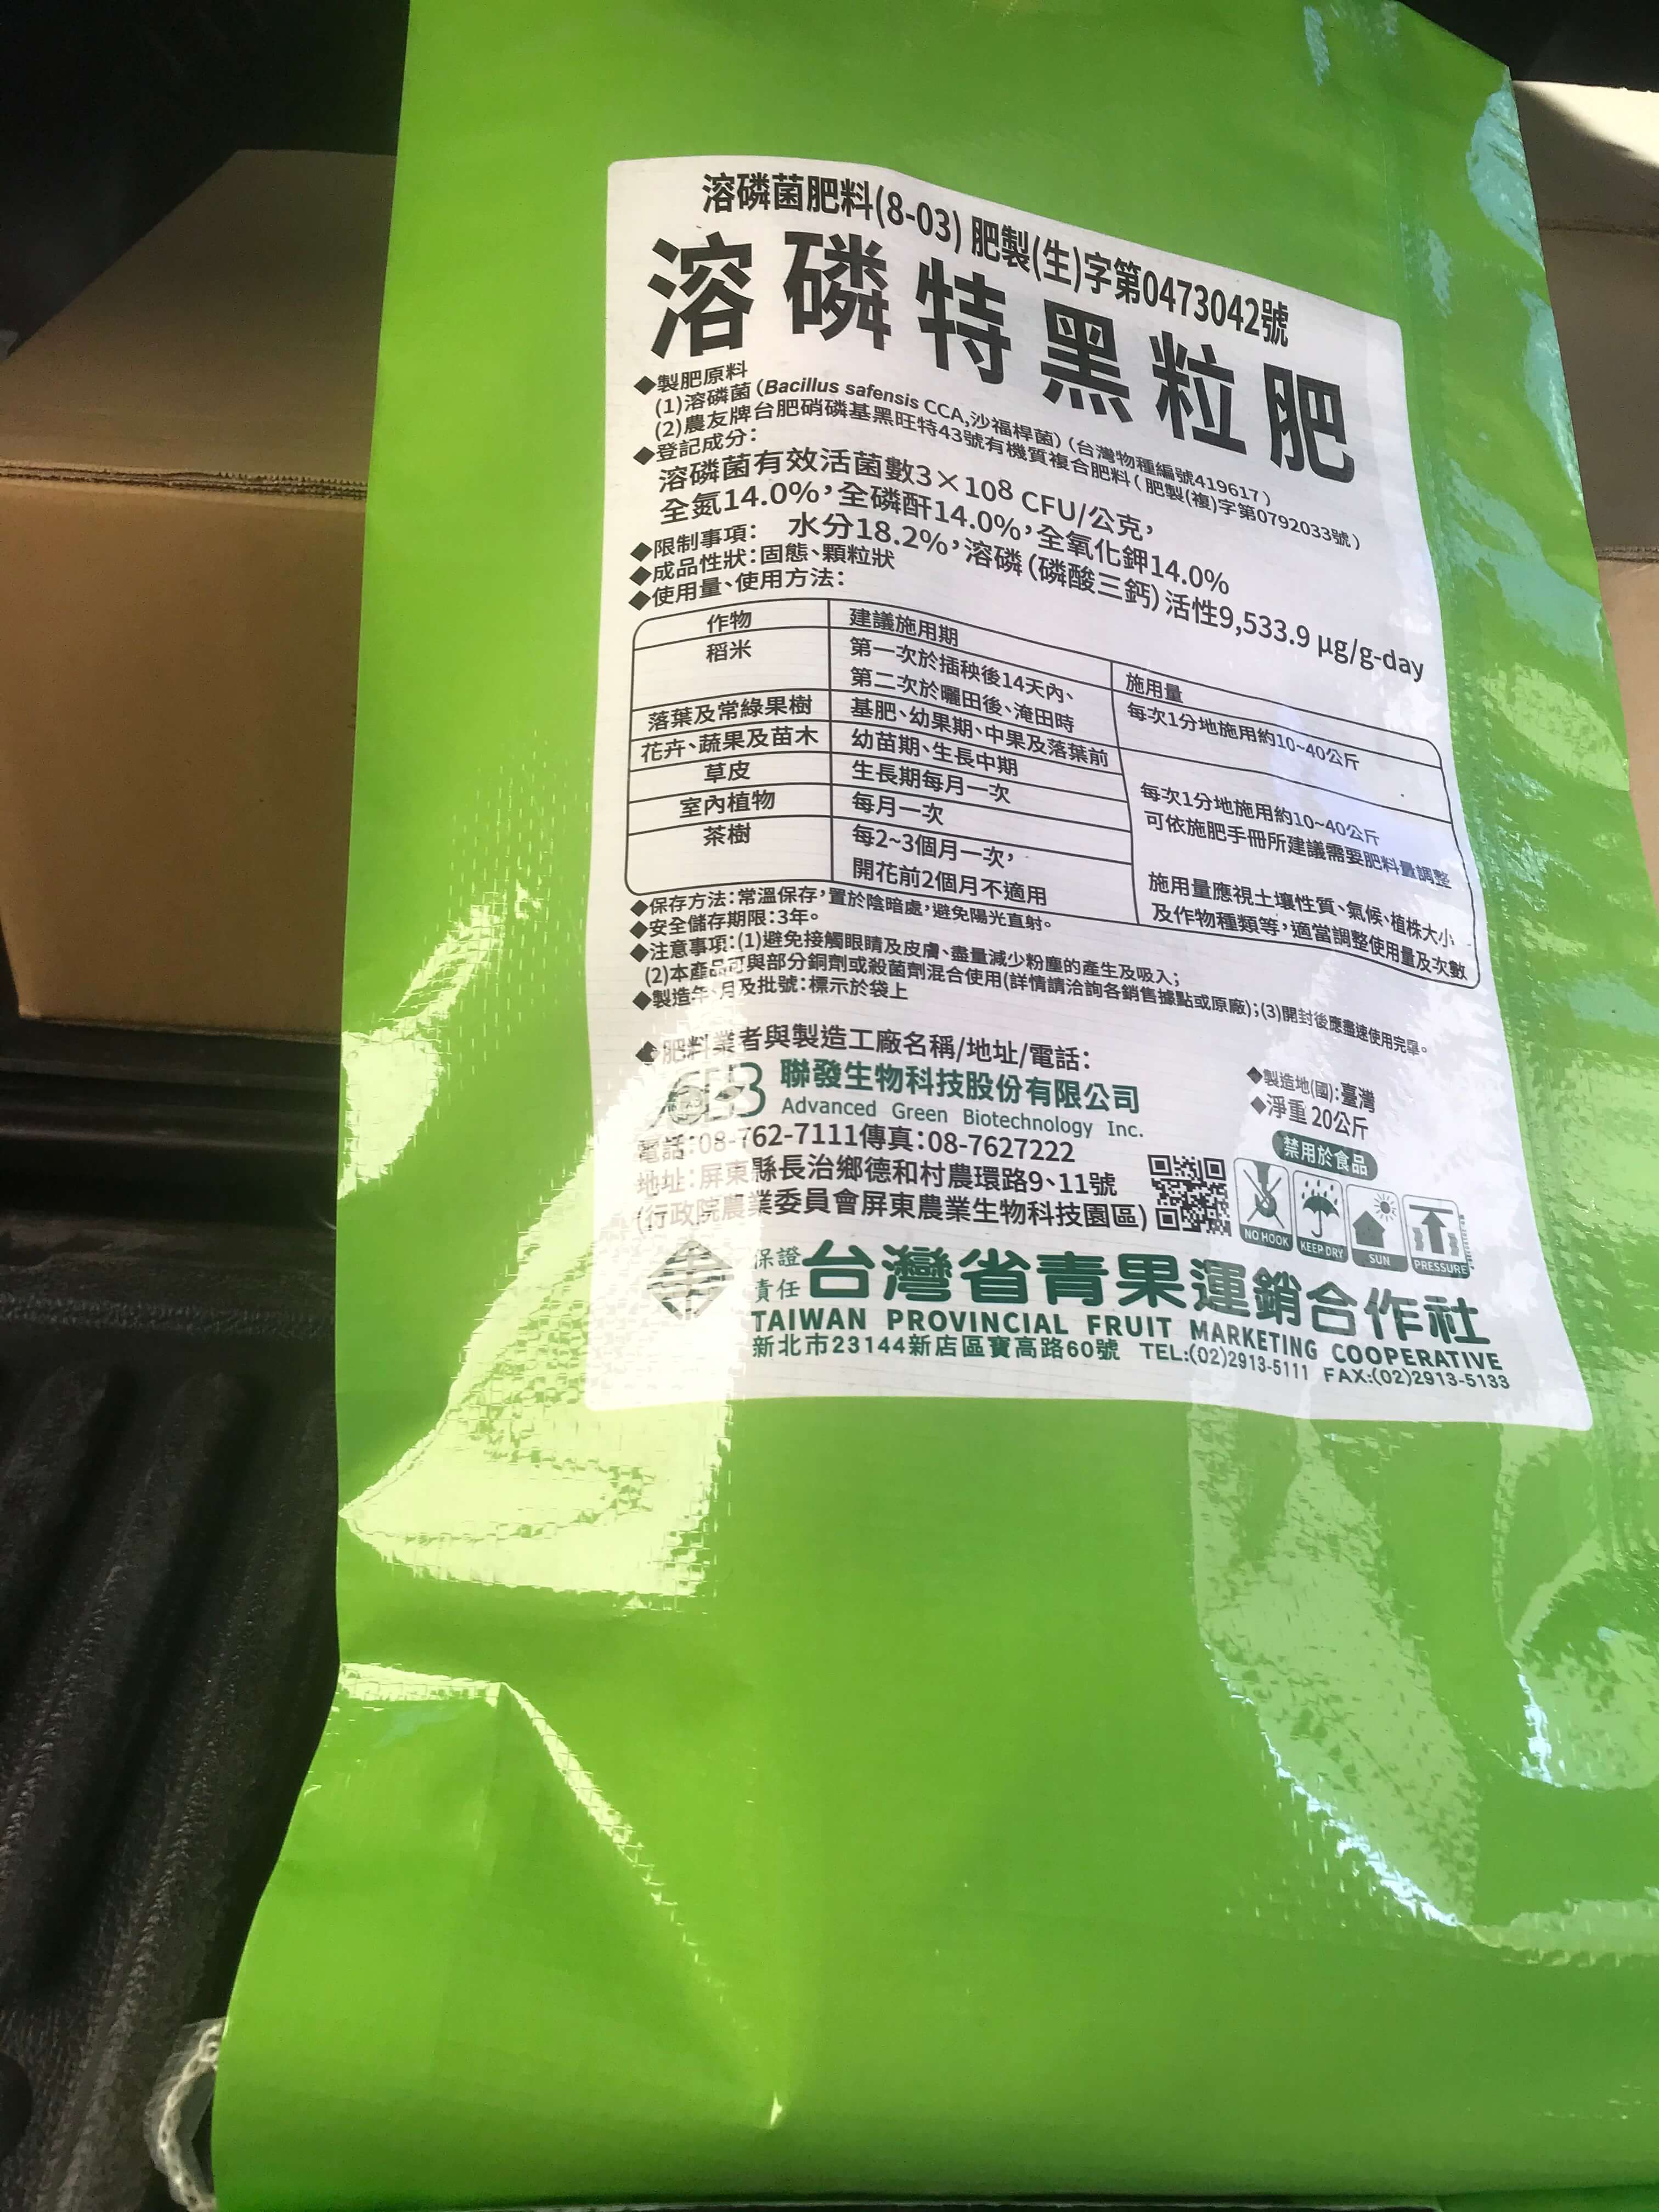 溶磷菌肥料(8-03) 肥製(生)字第0473042號
溶磷特黑粒肥
◆製肥原料
(1)溶磷菌(Bacillus safensis CCA,沙福桿菌)(台灣物種編號419617)
(2)農友牌台肥硝磷基黑旺特43號有機質複合肥料(肥製(複)字第0792033號)
◆登記成分：
溶磷菌有效活菌數3×10⁸ CFU/公克，
全氮14.0%，全磷酐14.0%，全氧化鉀14.0%
◆限制事項： 水分18.2%，溶磷(磷酸三鈣)活性9,533.9 μg/g-day
◆成品性狀：固態、顆粒狀
◆使用量、使用方法：
作物 建議施用期 施用量
稻米 第一次於插秧後14天內、 每次1分地施用約10~40公斤
第二次於曬田後、淹田時
落葉及常綠果樹 基肥、幼果期、中果及落葉前
花卉、蔬果及苗木 幼苗期、生長中期 每次1分地施用約10~40公斤
草皮 生長期每月一次 可依施肥手冊所建議需要肥料量調整
室內植物 每月一次
茶樹 每2~3個月一次， 施用量應視土壤性質、氣候、植株大小
開花前2個月不適用 及作物種類等，適當調整使用量及次數
◆保存方法：常溫保存，置於陰暗處，避免陽光直射。
◆安全儲存期限：3年。
◆注意事項：(1)避免接觸眼睛及皮膚、盡量減少粉塵的產生及吸入；
(2)本產品可與部分銅劑或殺菌劑混合使用(詳情請洽詢各銷售據點或原廠)；(3)開封後應盡速使用完畢。
◆製造年、月及批號：標示於袋上
◆肥料業者與製造工廠名稱/地址/電話：
聯發生物科技股份有限公司
Advanced Green Biotechnology Inc.
電話：08-762-7111傳真：08-7627222
地址：屏東縣長治鄉德和村農環路9、11號
(行政院農業委員會屏東農業生物科技園區)
◆製造地(國)：臺灣
◆淨重 20公斤
禁用於食品
NO HOOK KEEP DRY SUN PRESSURE
保證
責任
台灣省青果運銷合作社
TAIWAN PROVINCIAL FRUIT MARKETING COOPERATIVE
新北市23144新店區寶高路60號 TEL:(02)2913-5111 FAX:(02)2913-5133